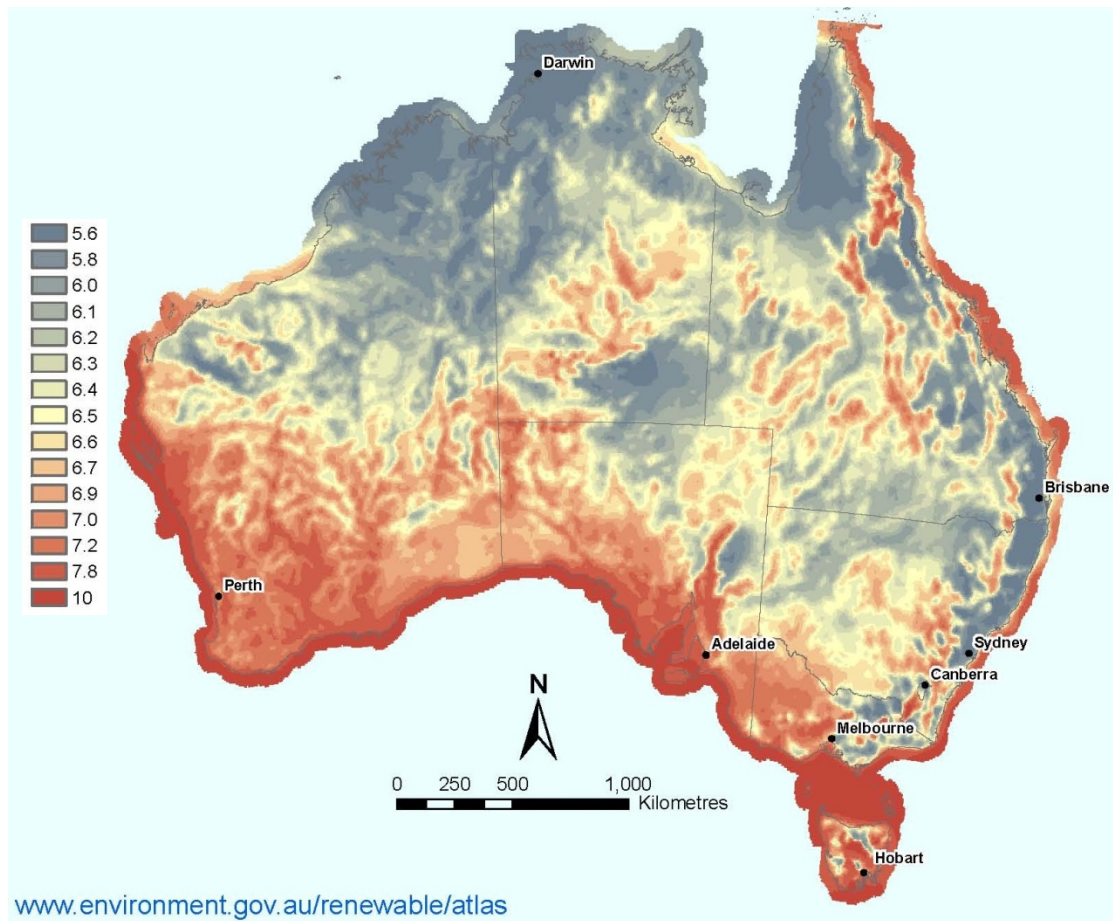 Darwin
5.6
5.8
6.0
6.1
6.2
6.3
6.4
6.5
6.6
6.7
6.9
7.0
7.2
7.8
10
Brisbane
Perth
Adelaide
Sydney
Canberra
N
Melbourne
0 250 500 1,000
Kilometres
Hobart
www.environment.gov.au/renewable/atlas